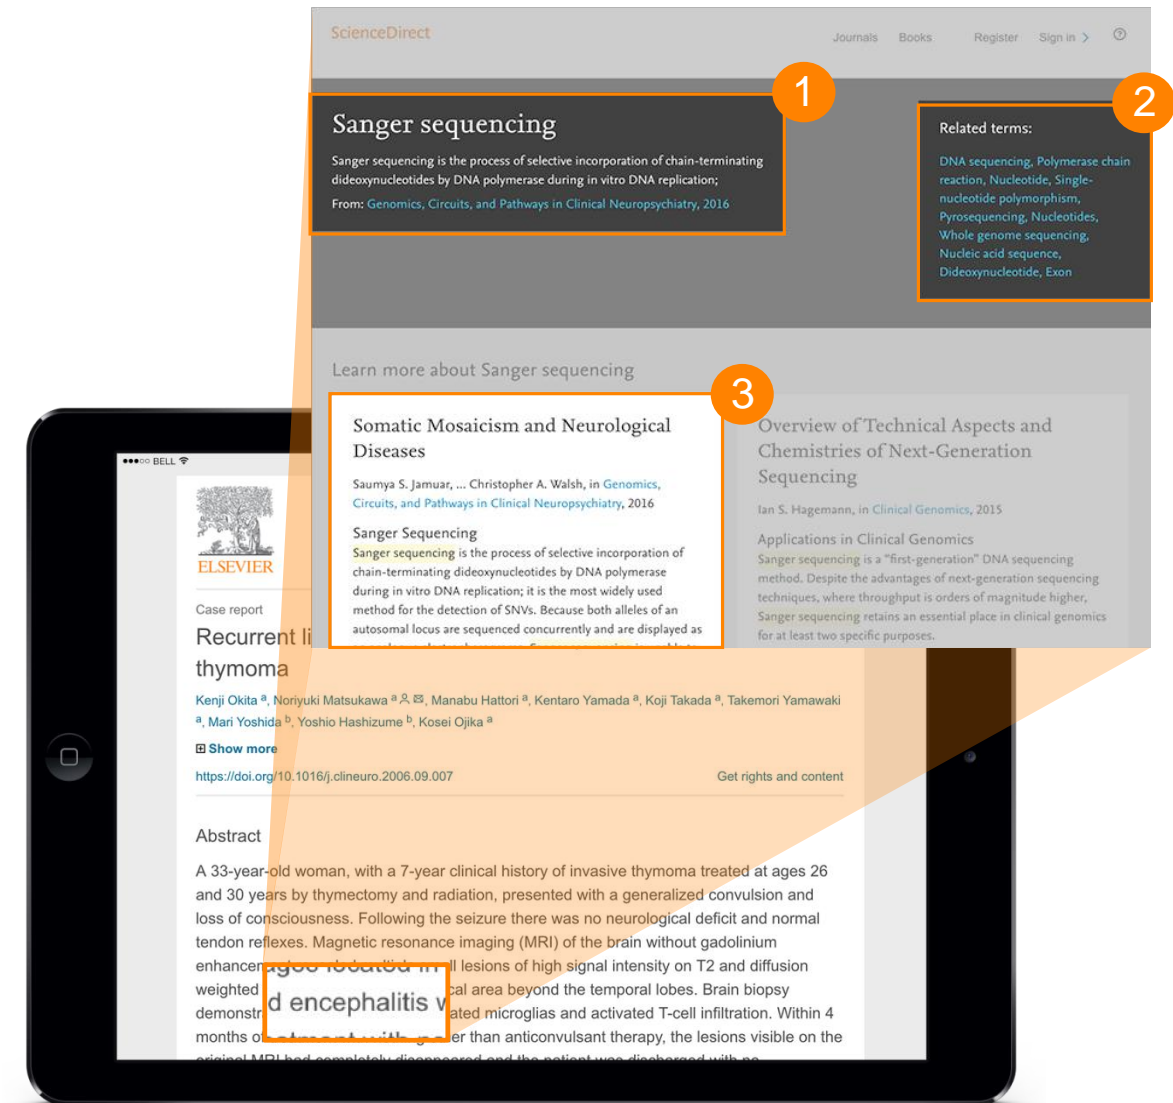 ScienceDirect
Journals Books Register Sign in > ?
1
2
Sanger sequencing
Sanger sequencing is the process of selective incorporation of chain-terminating
dideoxynucleotides by DNA polymerase during in vitro DNA replication;
From: Genomics, Circuits, and Pathways in Clinical Neuropsychiatry, 2016
Related terms:
DNA sequencing, Polymerase chain
reaction, Nucleotide, Single-
nucleotide polymorphism,
Pyrosequencing, Nucleotides,
Whole genome sequencing,
Nucleic acid sequence,
Dideoxynucleotide, Exon
Learn more about Sanger sequencing
3
Somatic Mosaicism and Neurological
Diseases
Saumya S. Jamuar, ... Christopher A. Walsh, in Genomics,
Circuits, and Pathways in Clinical Neuropsychiatry, 2016
Sanger Sequencing
Sanger sequencing is the process of selective incorporation of
chain-terminating dideoxynucleotides by DNA polymerase
during in vitro DNA replication; it is the most widely used
method for the detection of SNVs. Because both alleles of an
autosomal locus are sequenced concurrently and are displayed as
Overview of Technical Aspects and
Chemistries of Next-Generation
Sequencing
Ian S. Hagemann, in Clinical Genomics, 2015
Applications in Clinical Genomics
Sanger sequencing is a "first-generation" DNA sequencing
method. Despite the advantages of next-generation sequencing
techniques, where throughput is orders of magnitude higher,
Sanger sequencing retains an essential place in clinical genomics
for at least two specific purposes.
BELL
ELSEVIER
Case report
Recurrent li
thymoma
Kenji Okita a, Noriyuki Matsukawa a, Manabu Hattori a, Kentaro Yamada a, Koji Takada a, Takemori Yamawaki
a, Mari Yoshida b, Yoshio Hashizume b, Kosei Ojika a
Show more
https://doi.org/10.1016/j.clineuro.2006.09.007 Get rights and content
Abstract
A 33-year-old woman, with a 7-year clinical history of invasive thymoma treated at ages 26
and 30 years by thymectomy and radiation, presented with a generalized convulsion and
loss of consciousness. Following the seizure there was no neurological deficit and normal
tendon reflexes. Magnetic resonance imaging (MRI) of the brain without gadolinium
enhancem ll lesions of high signal intensity on T2 and diffusion
weighted cal area beyond the temporal lobes. Brain biopsy
d encephalitis w
demonstr ated microglias and activated T-cell infiltration. Within 4
months of er than anticonvulsant therapy, the lesions visible on the
original MRI had completely disappeared and the patient was discharged with no